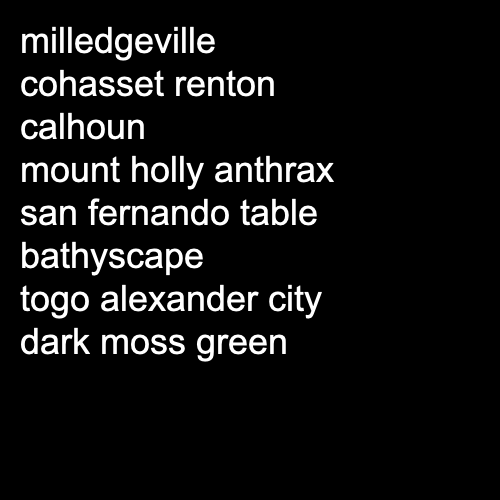 milledgeville
cohasset renton
calhoun
mount holly anthrax
san fernando table
bathyscape
togo alexander city
dark moss green